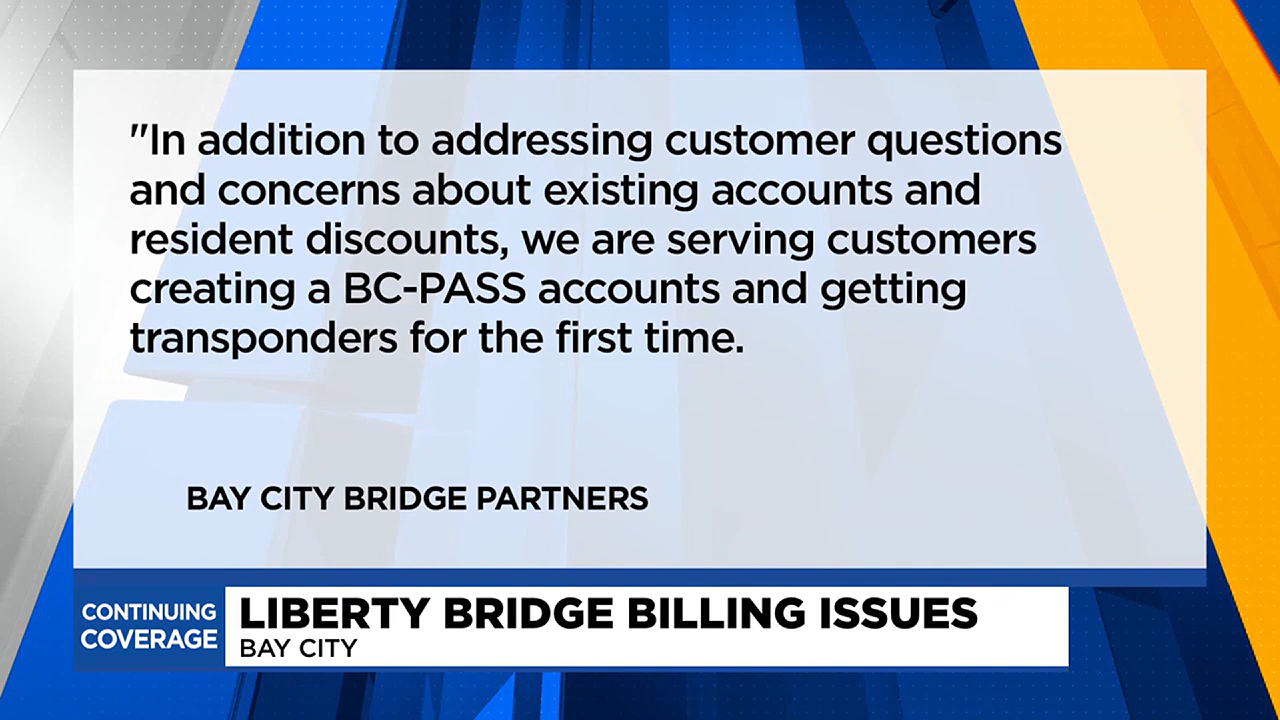 "In addition to addressing customer questions
and concerns about existing accounts and
resident discounts, we are serving customers
creating a BC-PASS accounts and getting
transponders for the first time.
BAY CITY BRIDGE PARTNERS
CONTINUING
COVERAGE
LIBERTY BRIDGE BILLING ISSUES
BAY CITY